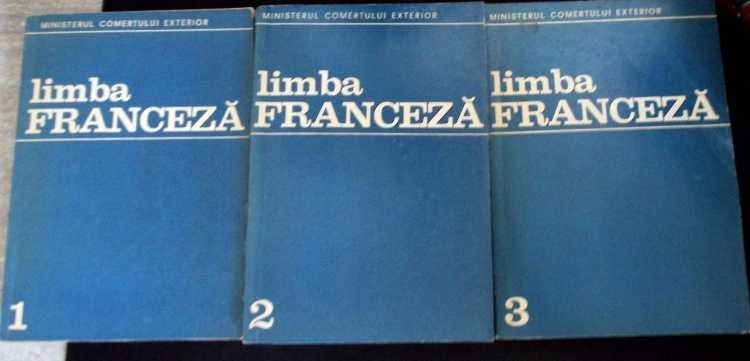 MINISTERUL COMERTULUI EXTERIOR
limba
FRANCEZĂ
1
MINISTERUL COMERTULUI EXTERIOR
limba
FRANCEZĂ
2
MINISTERUL COMERTULUI EXTERIOR
limba
FRANCEZĂ
3